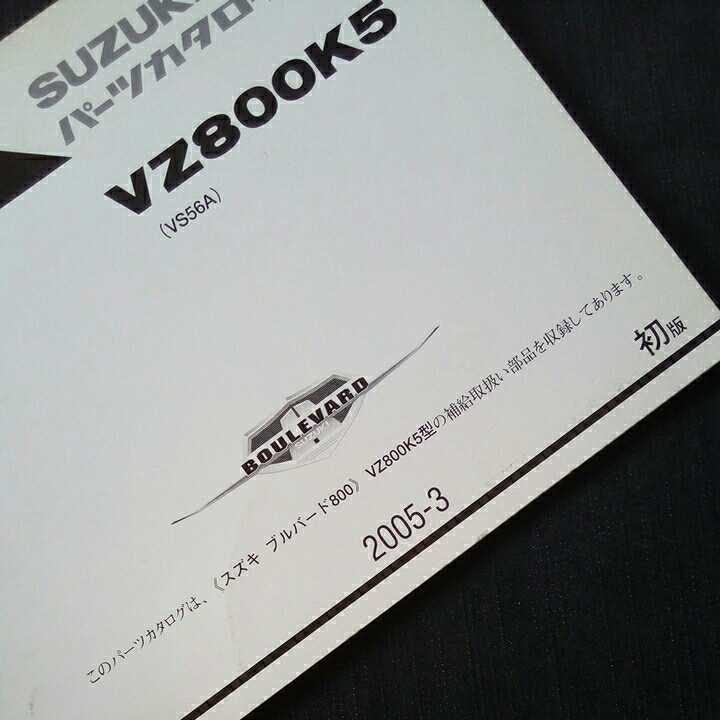 SUZUKI
パーツカタログ
VZ800K5
(VS56A)
BOULEVARD
SUZUKI
このパーツカタログは、《スズキ ブルバード800》 VZ800K5型の補給取扱い部品を収録してあります。
2005-3
初版